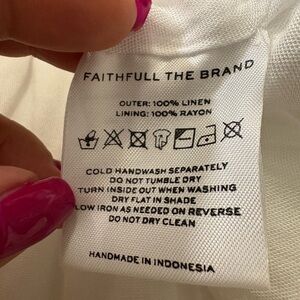 FAITHFULL THE BRAND
OUTER: 100% LINEN
LINING: 100% RAYON
COLD HANDWASH SEPARATELY
DO NOT TUMBLE DRY
TURN INSIDE OUT WHEN WASHING
DRY FLAT IN SHADE
LOW IRON AS NEEDED ON REVERSE
DO NOT DRY CLEAN
HANDMADE IN INDONESIA